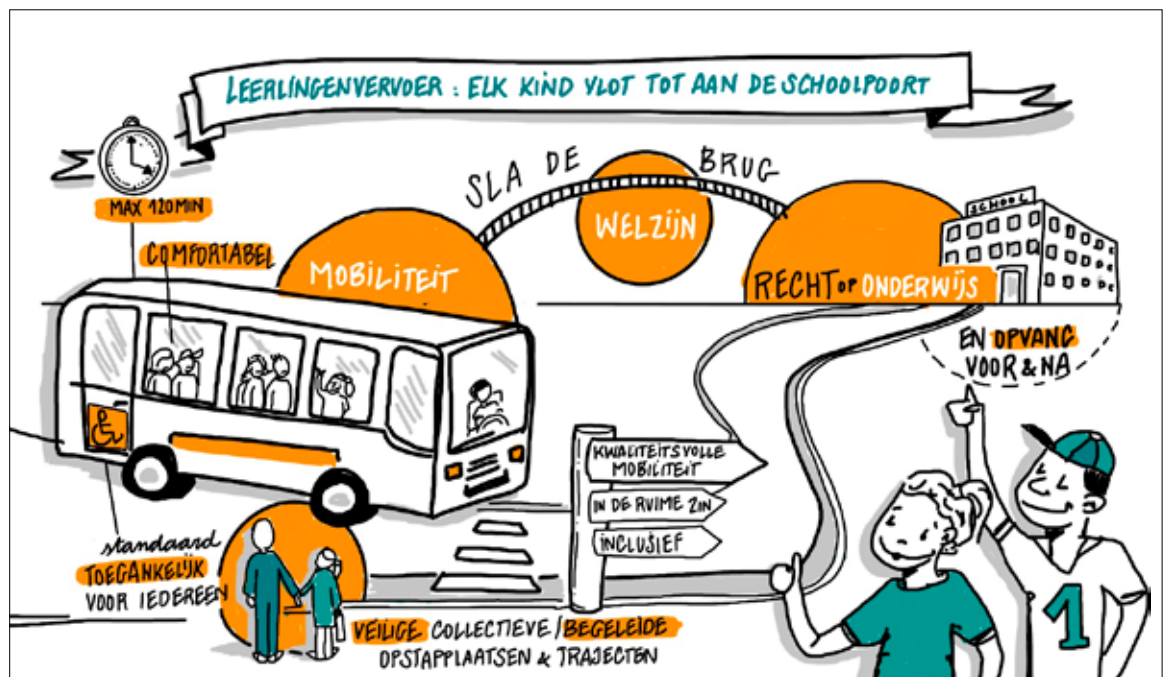 LEERLINGENVERVOER : ELK KIND VLOT TOT AAN DE SCHOOLPOORT
SLA DE BRUG
MAX 120 MIN
COMFORTABEL
MOBILITEIT
WELZIJN
SCHOOL
RECHT OP ONDERWIJS
EN OPVANG
VOOR & NA
KWALITEITSVOLLE
MOBILITEIT
IN DE RUIME ZIN
INCLUSIEF
standaard
TOEGANKELIJK
VOOR IEDEREEN
VEILIGE COLLECTIEVE / BEGELEIDE
OPSTAPPLAATSEN & TRAJECTEN
1